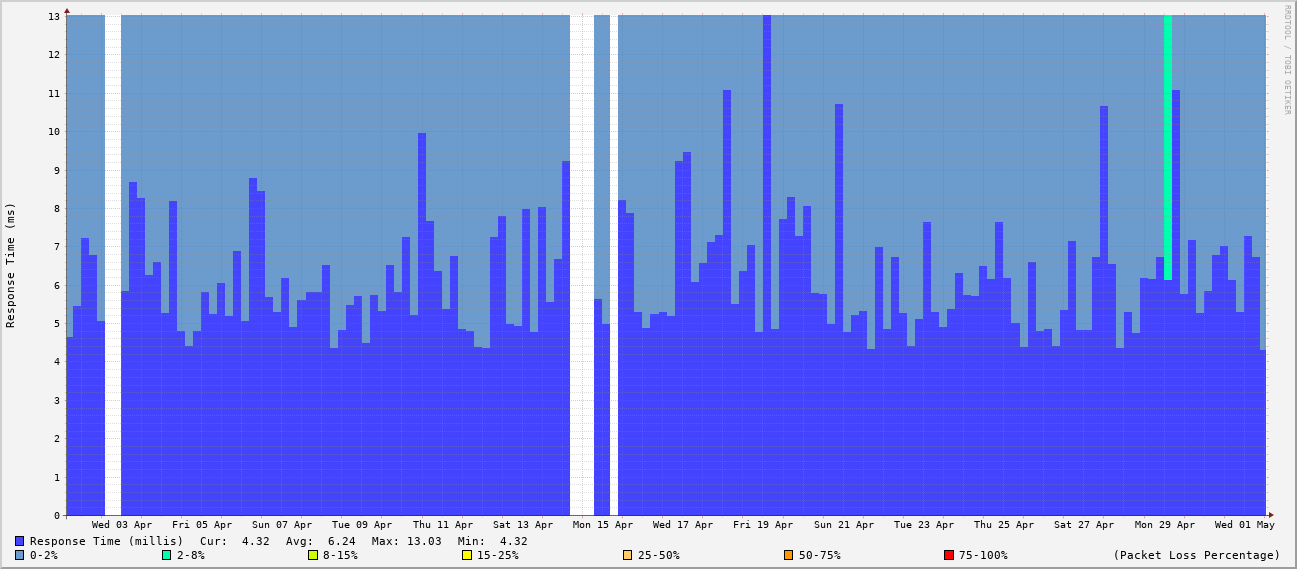 RRDTOOL / TOBI OETIKER
Response Time (ms)
13
12
11
10
9
8
7
6
5
4
3
2
1
0
Wed 03 Apr Fri 05 Apr Sun 07 Apr Tue 09 Apr Thu 11 Apr Sat 13 Apr Mon 15 Apr Wed 17 Apr Fri 19 Apr Sun 21 Apr Tue 23 Apr Thu 25 Apr Sat 27 Apr Mon 29 Apr Wed 01 May
Response Time (millis) Cur: 4.32 Avg: 6.24 Max: 13.03 Min: 4.32
0-2% 2-8% 8-15% 15-25% 25-50% 50-75% 75-100% (Packet Loss Percentage)